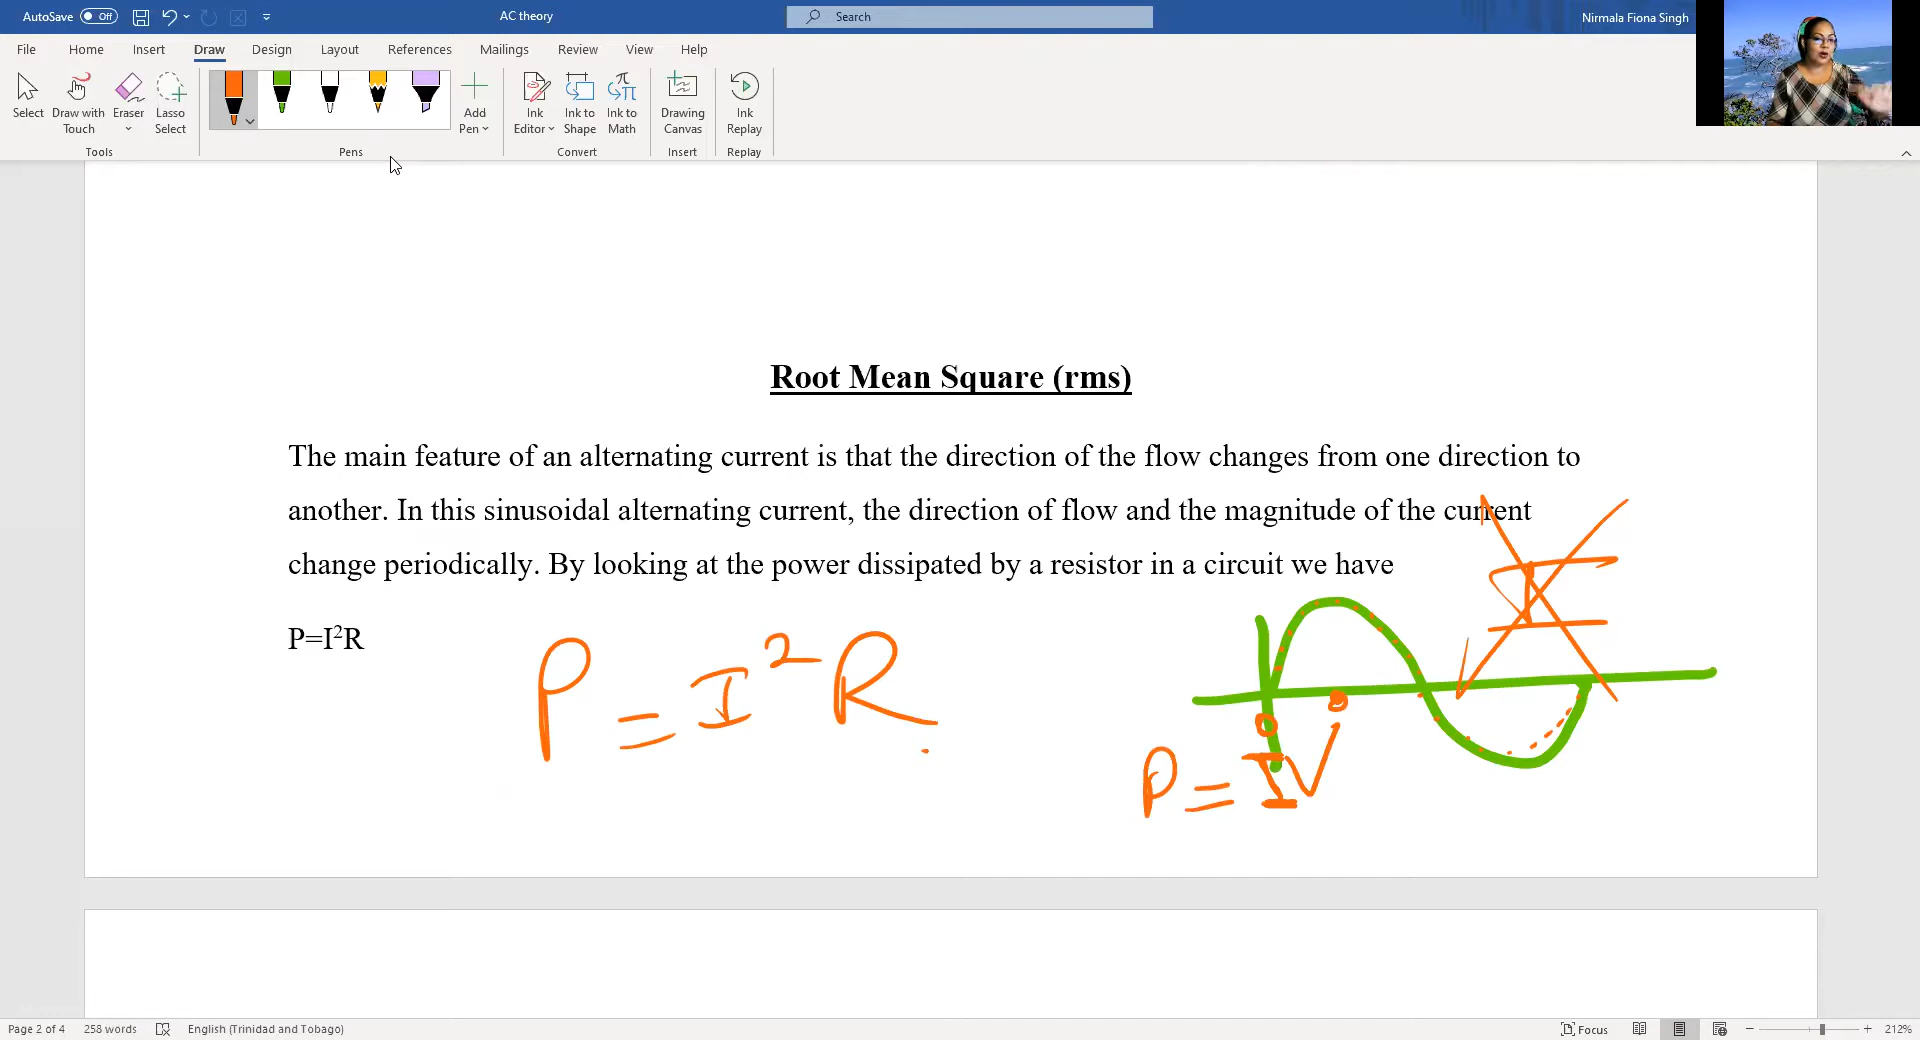 AutoSave Off AC theory Search Nirmala Fiona Singh
File Home Insert Draw Design Layout References Mailings Review View Help
Select Draw with Touch Eraser Lasso Select Add Pen Ink Editor Ink to Shape Ink to Math Drawing Canvas Ink Replay
Tools Pens Convert Insert Replay
Root Mean Square (rms)
The main feature of an alternating current is that the direction of the flow changes from one direction to
another. In this sinusoidal alternating current, the direction of flow and the magnitude of the current
change periodically. By looking at the power dissipated by a resistor in a circuit we have
P=I²R
P = I²R
P = IV
Page 2 of 4 258 words English (Trinidad and Tobago) Focus 212%